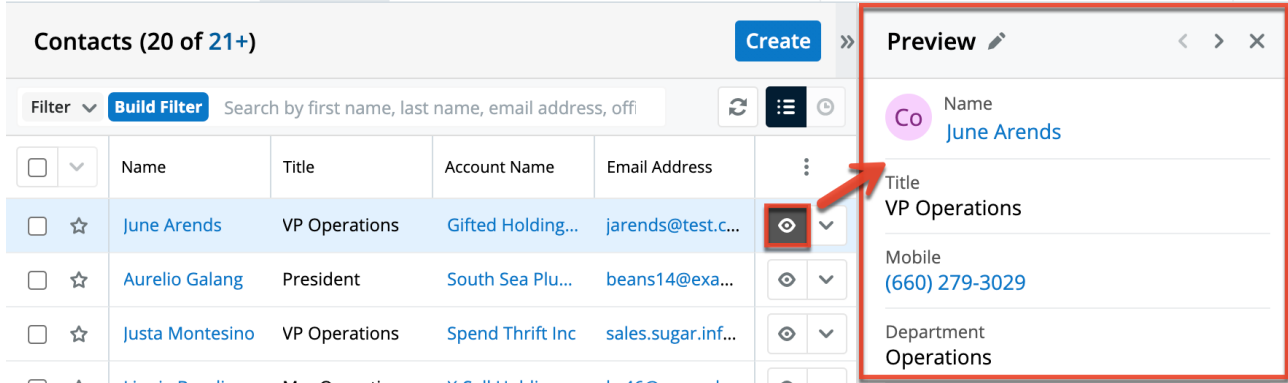 Contacts (20 of 21+)
Create
»
Filter
Build Filter
Search by first name, last name, email address, offi
Name Title Account Name Email Address
June Arends VP Operations Gifted Holding... jarends@test.c...
Aurelio Galang President South Sea Plu... beans14@exa...
Justa Montesino VP Operations Spend Thrift Inc sales.sugar.inf...
Preview
Co
Name
June Arends
Title
VP Operations
Mobile
(660) 279-3029
Department
Operations